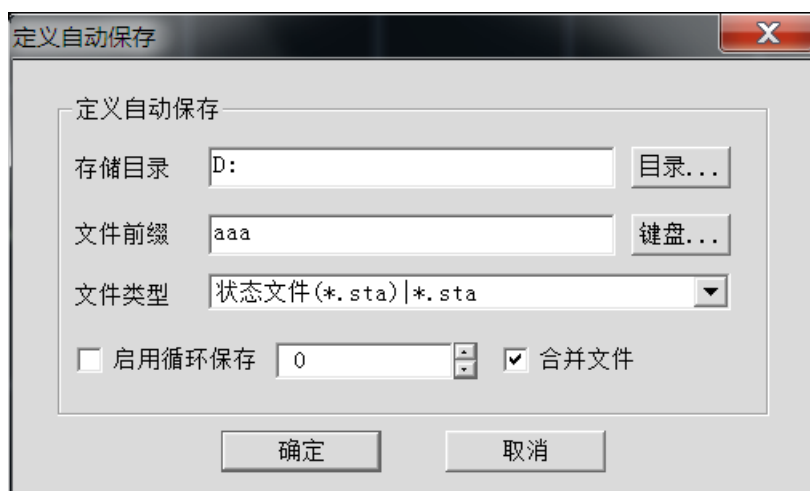 定义自动保存
定义自动保存
存储目录 D: 目录...
文件前缀 aaa 键盘...
文件类型 状态文件(*.sta)|*.sta
启用循环保存 0 合并文件
确定 取消